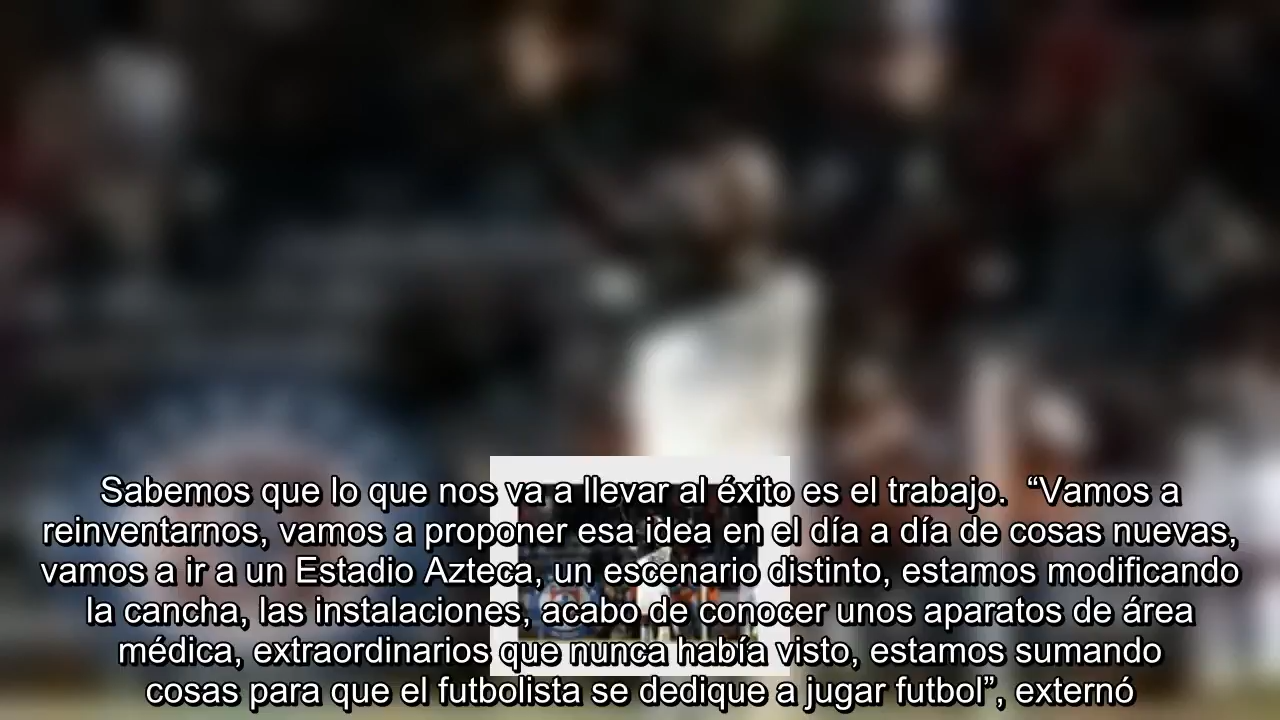 Sabemos que lo que nos va a llevar al éxito es el trabajo.  “Vamos a
reinventarnos, vamos a proponer esa idea en el día a día de cosas nuevas,
vamos a ir a un Estadio Azteca, un escenario distinto, estamos modificando
la cancha, las instalaciones, acabo de conocer unos aparatos de área
médica, extraordinarios que nunca había visto, estamos sumando
cosas para que el futbolista se dedique a jugar futbol”, externó